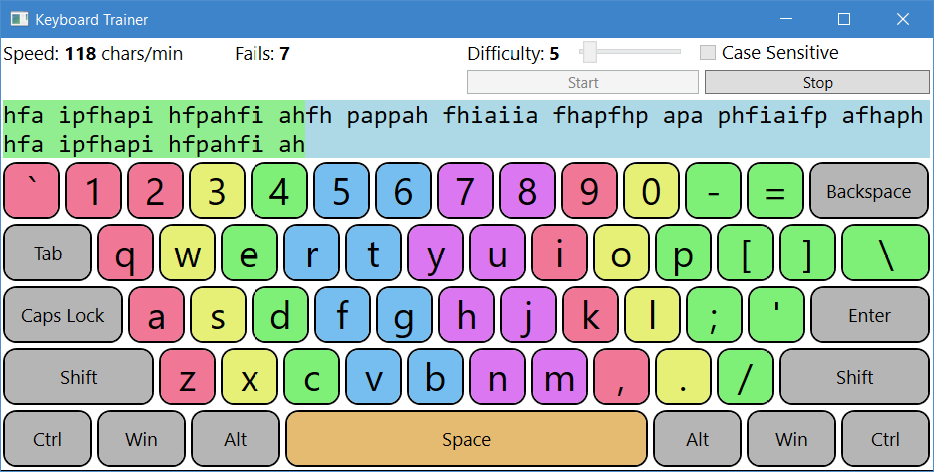 Keyboard Trainer
Speed: 118 chars/min Fails: 7 Difficulty: 5 Case Sensitive
Start Stop
hfa ipfhapi hfpahfi ahfh pappah fhiaiia fhapfhp apa phfiaifp afhaph
hfa ipfhapi hfpahfi ah
` 1 2 3 4 5 6 7 8 9 0 - = Backspace
Tab q w e r t y u i o p [ ] \
Caps Lock a s d f g h j k l ; ' Enter
Shift z x c v b n m , . / Shift
Ctrl Win Alt Space Alt Win Ctrl